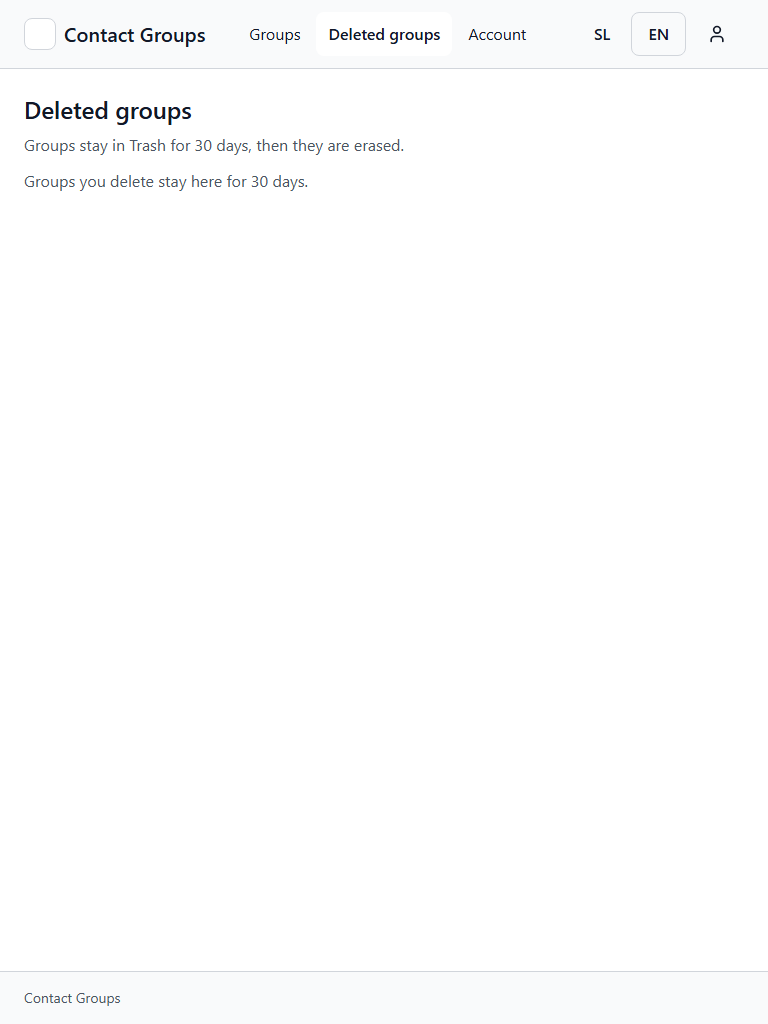 Contact Groups
Groups
Deleted groups
Account
SL
EN
Deleted groups
Groups stay in Trash for 30 days, then they are erased.
Groups you delete stay here for 30 days.
Contact Groups